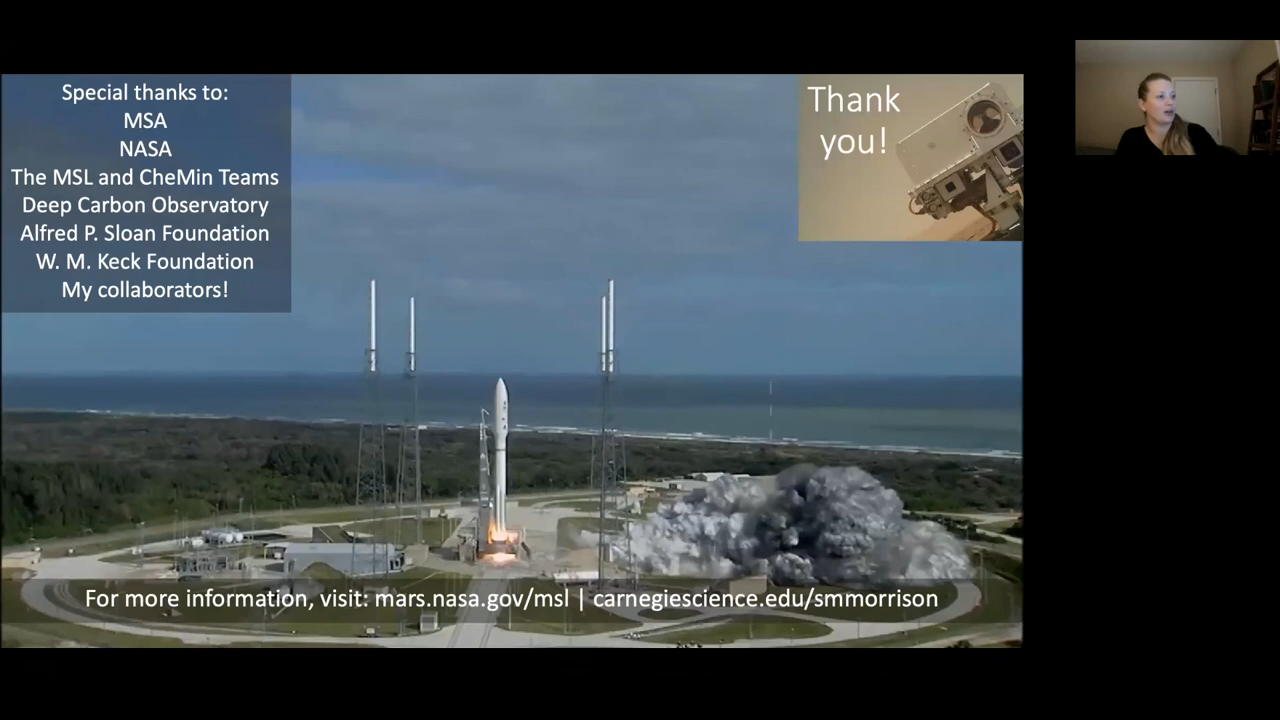 Special thanks to:
MSA
NASA
The MSL and CheMin Teams
Deep Carbon Observatory
Alfred P. Sloan Foundation
W. M. Keck Foundation
My collaborators!
Thank
you!
For more information, visit: mars.nasa.gov/msl | carnegiescience.edu/smmorrison